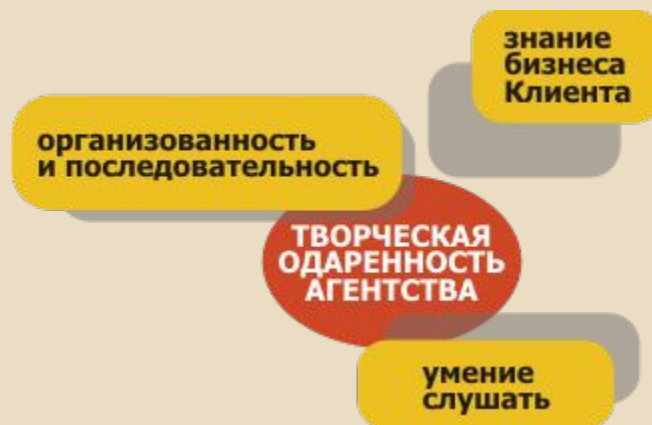 знание
бизнеса
Клиента
организованность
и последовательность
ТВОРЧЕСКАЯ
ОДАРЕННОСТЬ
АГЕНТСТВА
умение
слушать